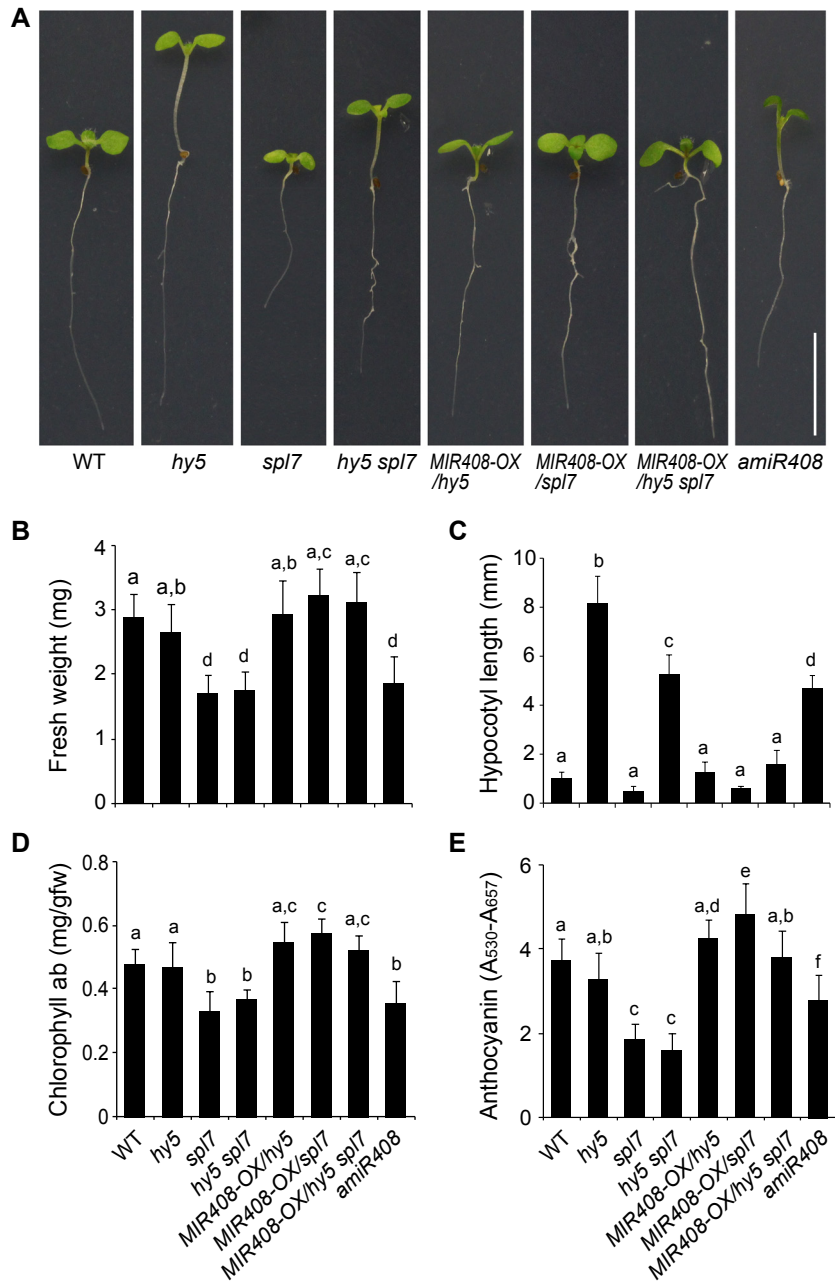 A
WT
hy5
spl7
hy5 spl7
MIR408-OX
/hy5
MIR408-OX
/spl7
MIR408-OX
/hy5 spl7
amiR408
B
Fresh weight (mg)
4
3
2
1
0
a
a,b
d
d
a,b
a,c
a,c
d
C
Hypocotyl length (mm)
10
8
6
4
2
0
a
b
a
c
a
a
a
d
D
Chlorophyll ab (mg/gfw)
0.8
0.6
0.4
0.2
0
a
a
b
b
a,c
c
a,c
b
WT
hy5
spl7
hy5 spl7
MIR408-OX/hy5
MIR408-OX/spl7
MIR408-OX/hy5 spl7
amiR408
E
Anthocyanin (A530-A657)
6
4
2
0
a
a,b
c
c
a,d
e
a,b
f
WT
hy5
spl7
hy5 spl7
MIR408-OX/hy5
MIR408-OX/spl7
MIR408-OX/hy5 spl7
amiR408